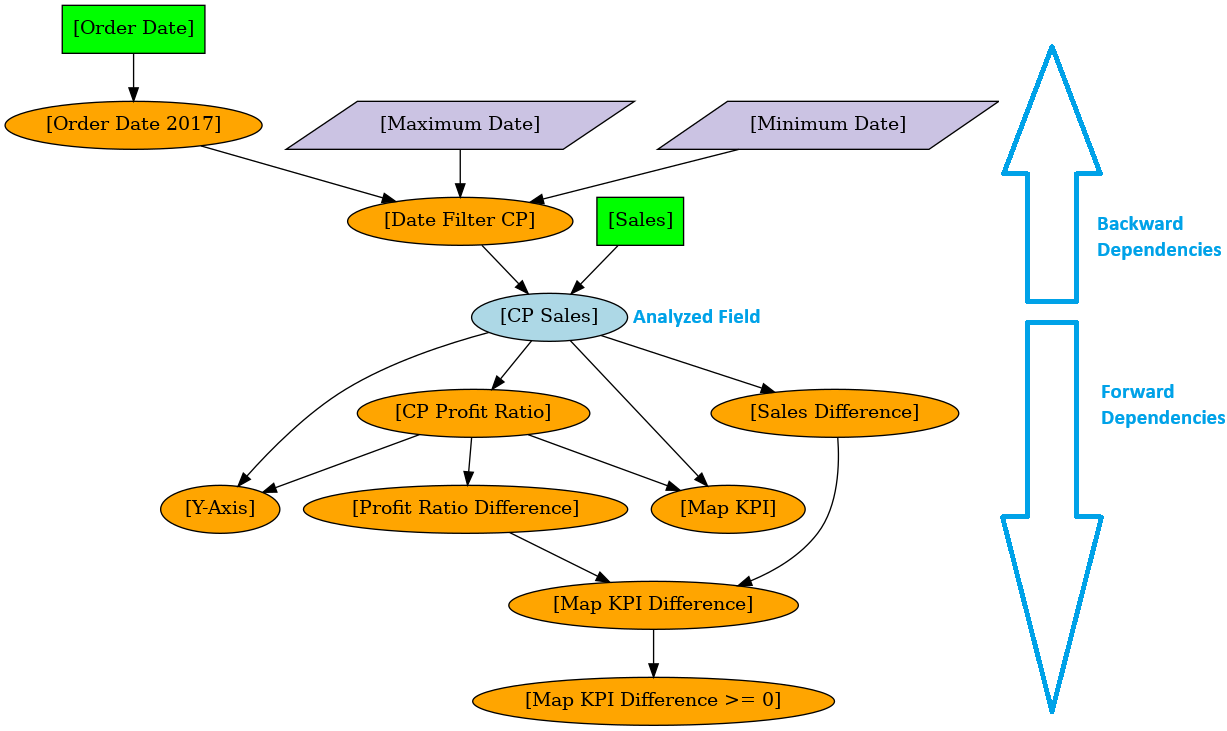 [Order Date]
[Order Date 2017]
[Maximum Date]
[Minimum Date]
[Date Filter CP]
[Sales]
Backward
Dependencies
[CP Sales]
Analyzed Field
[CP Profit Ratio]
[Sales Difference]
Forward
Dependencies
[Y-Axis]
[Profit Ratio Difference]
[Map KPI]
[Map KPI Difference]
[Map KPI Difference >= 0]